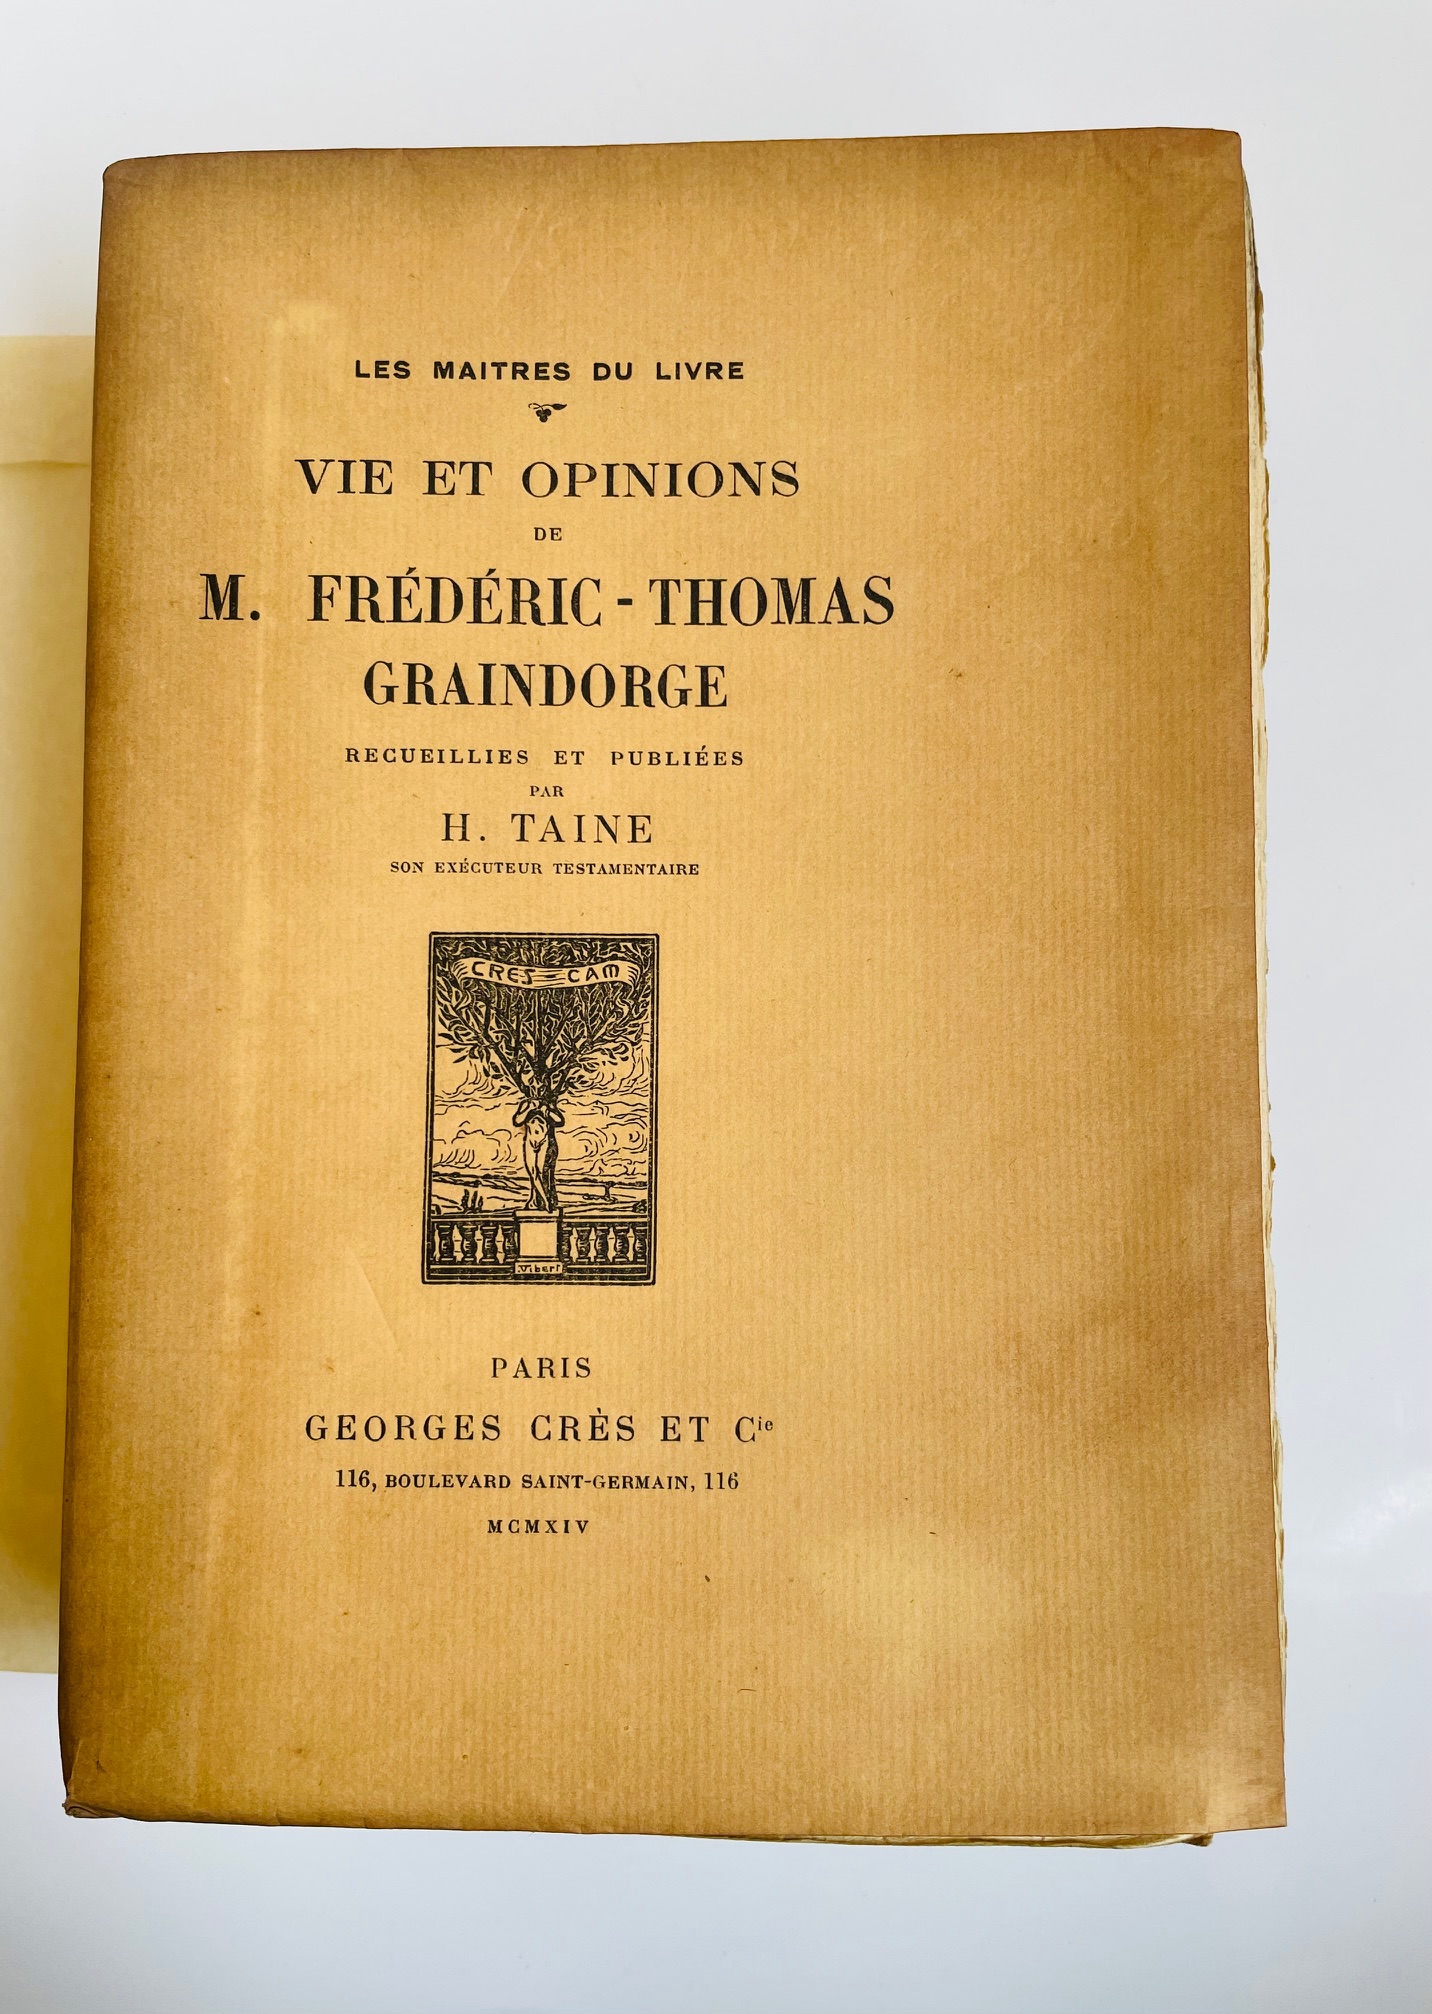 LES MAITRES DU LIVRE
VIE ET OPINIONS
DE
M. FRÉDÉRIC-THOMAS
GRAINDORGE
RECUEILLIES ET PUBLIÉES
PAR
H. TAINE
SON EXÉCUTEUR TESTAMENTAIRE
CRES-CAM
Vibert
PARIS
GEORGES CRÈS ET Cie
116, BOULEVARD SAINT-GERMAIN, 116
MCMXIV